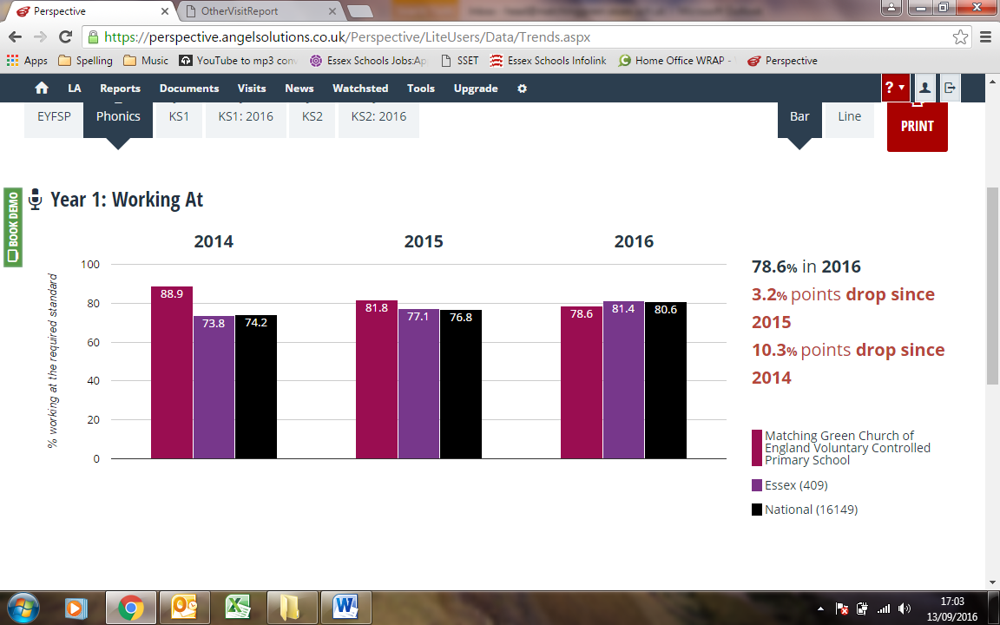 Perspective
OtherVisitReport
https://perspective.angelsolutions.co.uk/Perspective/LiteUsers/Data/Trends.aspx
Apps Spelling Music YouTube to mp3 con Essex Schools Jobs:Ap SSET Essex Schools Infolink Home Office WRAP - Perspective
LA Reports Documents Visits News Watchsted Tools Upgrade ?
EYFSP Phonics KS1 KS1: 2016 KS2 KS2: 2016 Bar Line
PRINT
BOOK DEMO
Year 1: Working At
2014 2015 2016
% working at the required standard
100
80
60
40
20
0
88.9 73.8 74.2
81.8 77.1 76.8
78.6 81.4 80.6
78.6% in 2016
3.2% points drop since
2015
10.3% points drop since
2014
Matching Green Church of
England Voluntary Controlled
Primary School
Essex (409)
National (16149)
17:03
13/09/2016